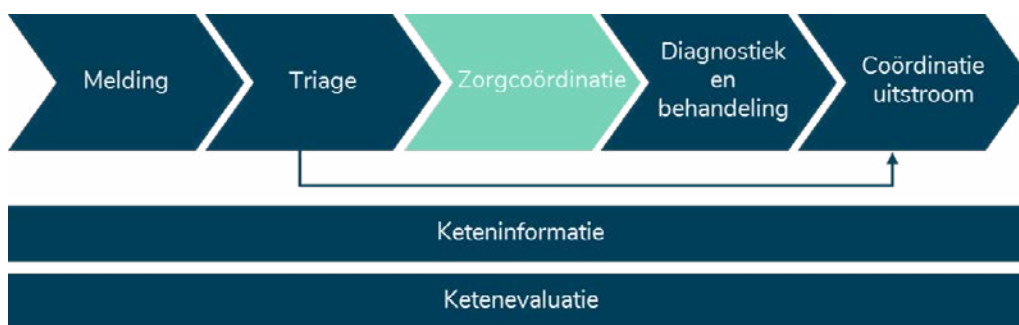 Melding
Triage
Zorgcoördinatie
Diagnostiek
en
behandeling
Coördinatie
uitstroom
Keteninformatie
Ketenevaluatie